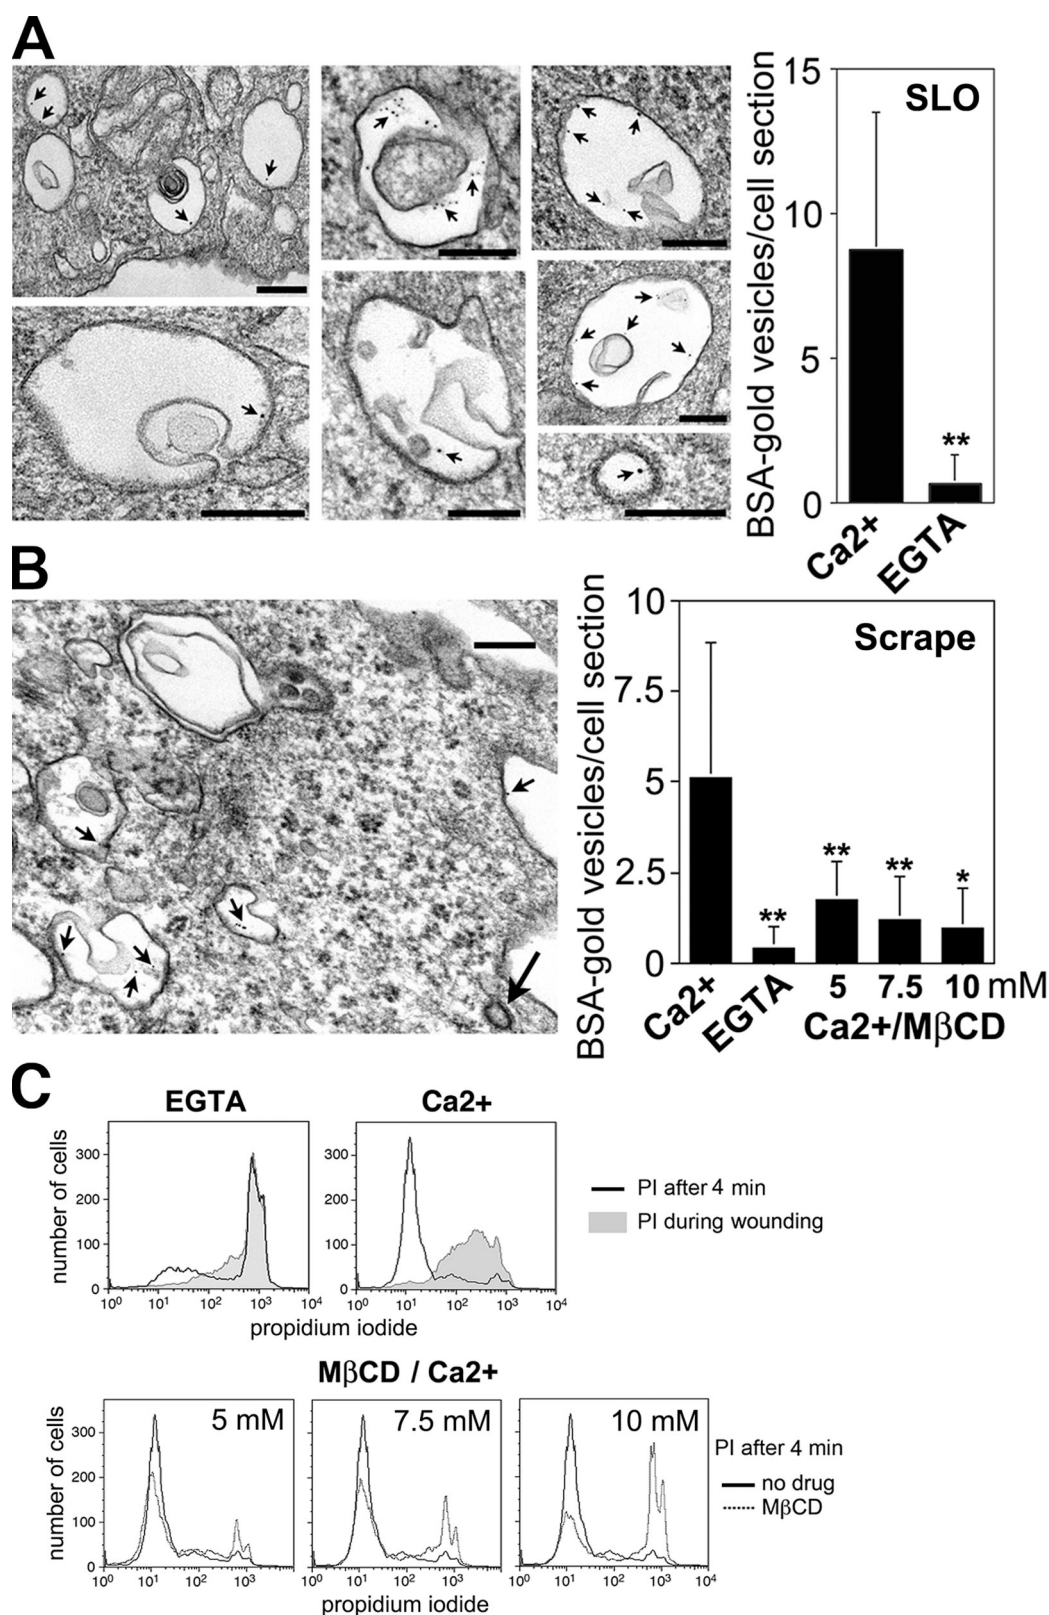 A
BSA-gold vesicles/cell section
15
10
5
0
SLO
**
Ca2+
EGTA
B
BSA-gold vesicles/cell section
10
7.5
5
2.5
0
Scrape
**
**
**
*
Ca2+
EGTA
5 7.5 10 mM
Ca2+/MβCD
C
EGTA
Ca2+
number of cells
300
200
100
0
10⁰ 10¹ 10² 10³ 10⁴
300
200
100
0
10⁰ 10¹ 10² 10³ 10⁴
propidium iodide
PI after 4 min
PI during wounding
MβCD / Ca2+
number of cells
300
200
100
0
5 mM
7.5 mM
10 mM
10⁰ 10¹ 10² 10³
10⁰ 10¹ 10² 10³
10⁰ 10¹ 10² 10³ 10⁴
propidium iodide
PI after 4 min
no drug
MβCD